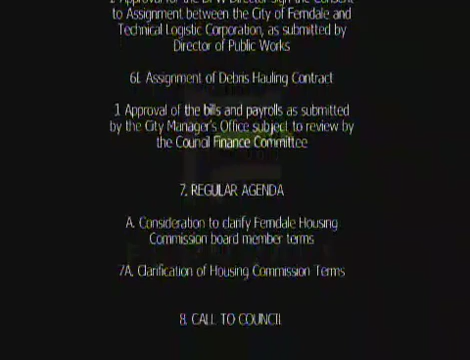 to Assignment between the City of Ferndale and
Technical Logistic Corporation, as submitted by
Director of Public Works
6I. Assignment of Debris Hauling Contract
1 Approval of the bills and payrolls as submitted
by the City Manager's Office subject to review by
the Council Finance Committee
7. REGULAR AGENDA
A. Consideration to clarify Ferndale Housing
Commission board member terms
7A. Clarification of Housing Commission Terms
8. CALL TO COUNCIL